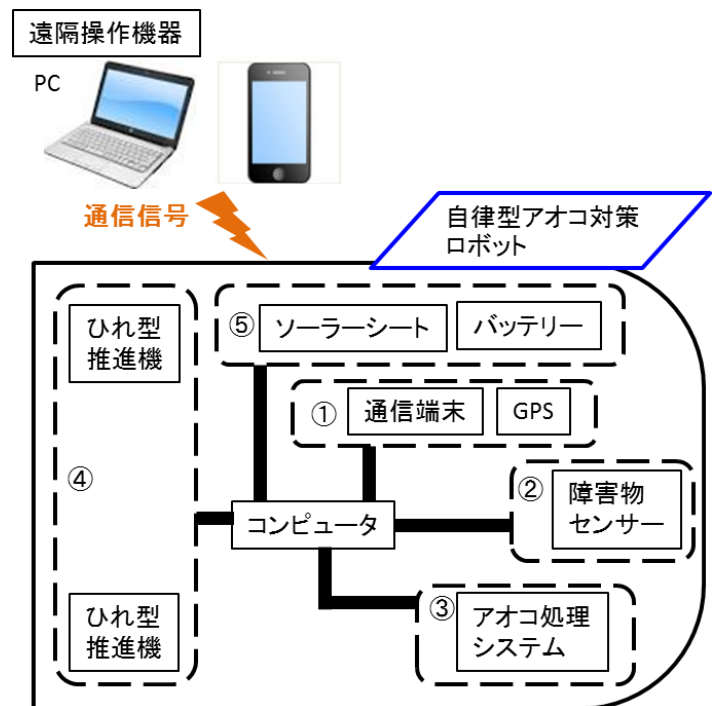 遠隔操作機器
PC
通信信号
自律型アオコ対策
ロボット
ひれ型
推進機
⑤
ソーラーシート
バッテリー
①
通信端末
GPS
④
②
障害物
センサー
コンピュータ
ひれ型
推進機
③
アオコ処理
システム